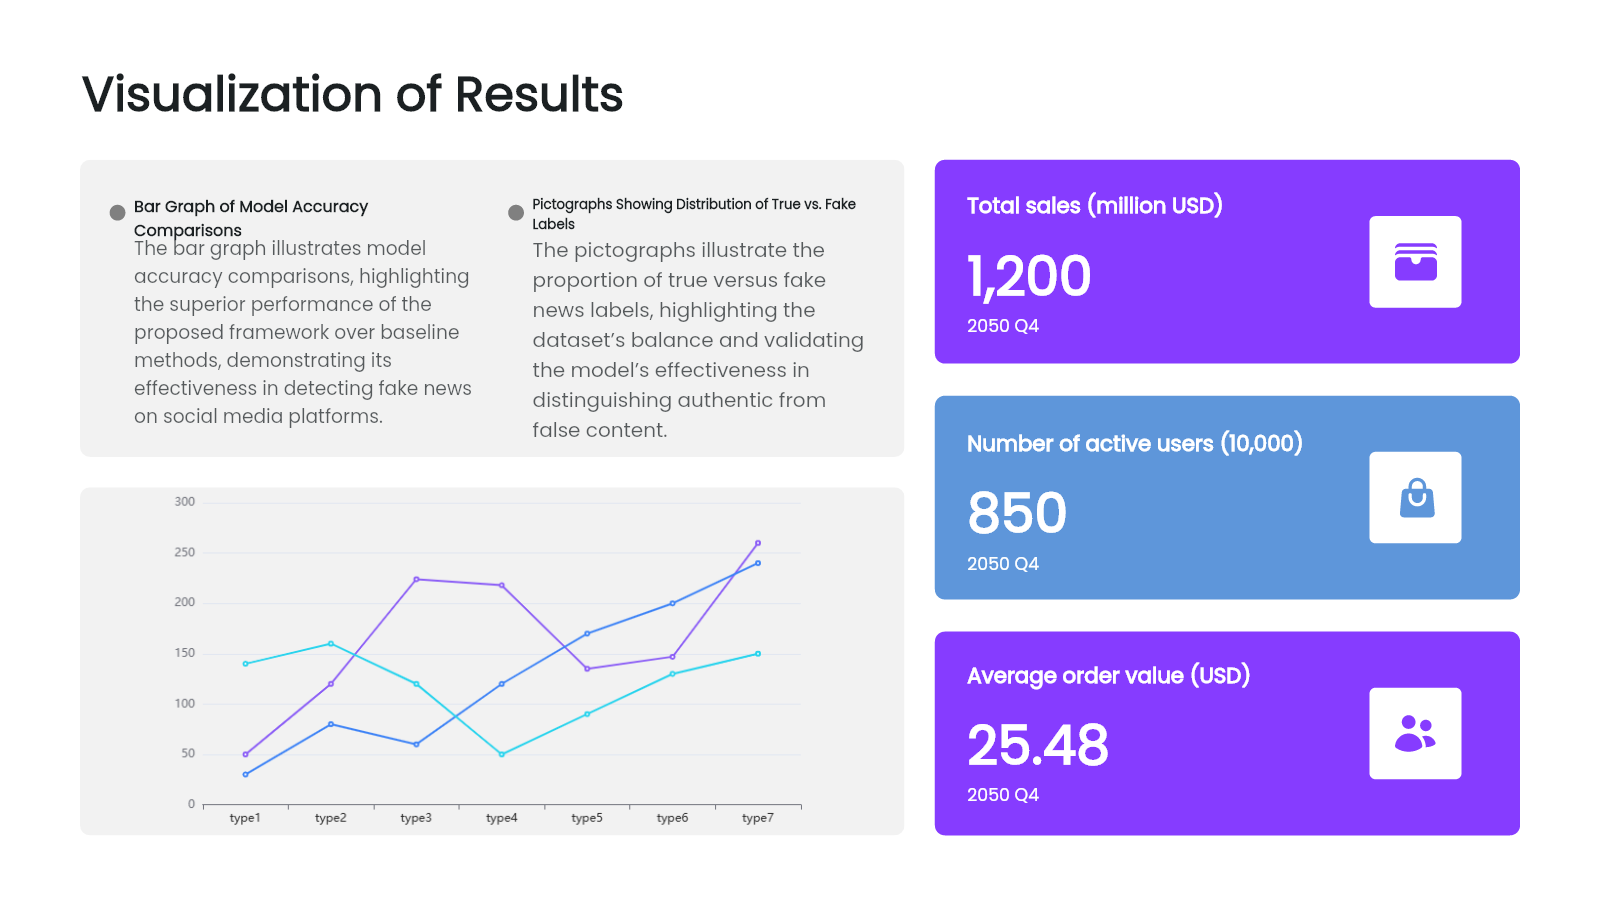 Visualization of Results
Bar Graph of Model Accuracy
Comparisons
The bar graph illustrates model
accuracy comparisons, highlighting
the superior performance of the
proposed framework over baseline
methods, demonstrating its
effectiveness in detecting fake news
on social media platforms.
Pictographs Showing Distribution of True vs. Fake
Labels
The pictographs illustrate the
proportion of true versus fake
news labels, highlighting the
dataset’s balance and validating
the model’s effectiveness in
distinguishing authentic from
false content.
300
250
200
150
100
50
0
type1 type2 type3 type4 type5 type6 type7
Total sales (million USD)
1,200
2050 Q4
Number of active users (10,000)
850
2050 Q4
Average order value (USD)
25.48
2050 Q4